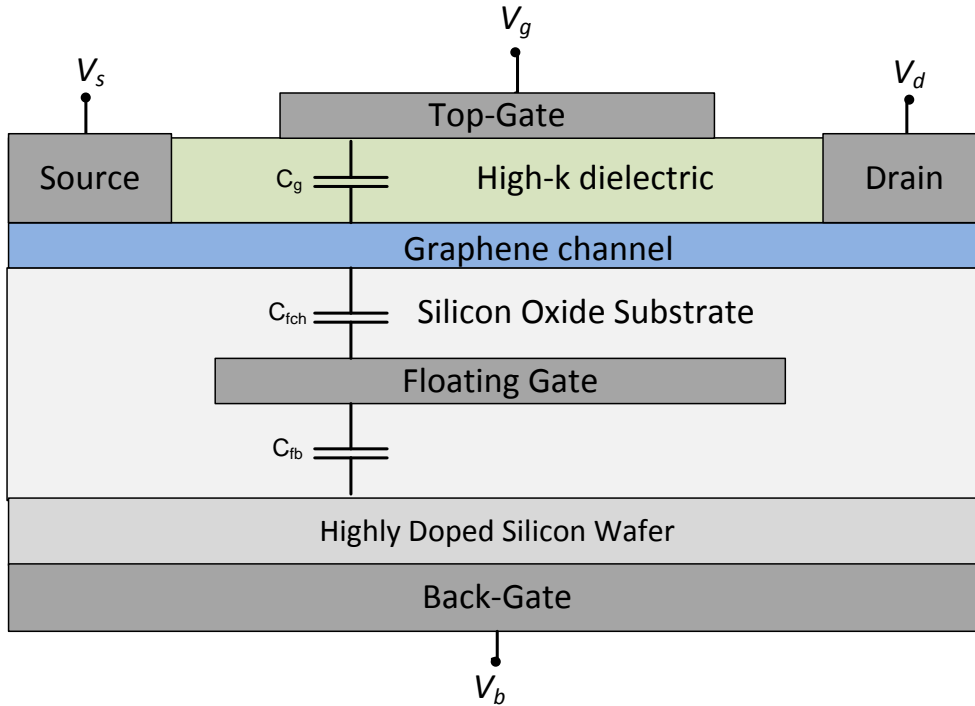 V_g
V_s
V_d
Top-Gate
Source
C_g
High-k dielectric
Drain
Graphene channel
C_fch
Silicon Oxide Substrate
Floating Gate
C_fb
Highly Doped Silicon Wafer
Back-Gate
V_b